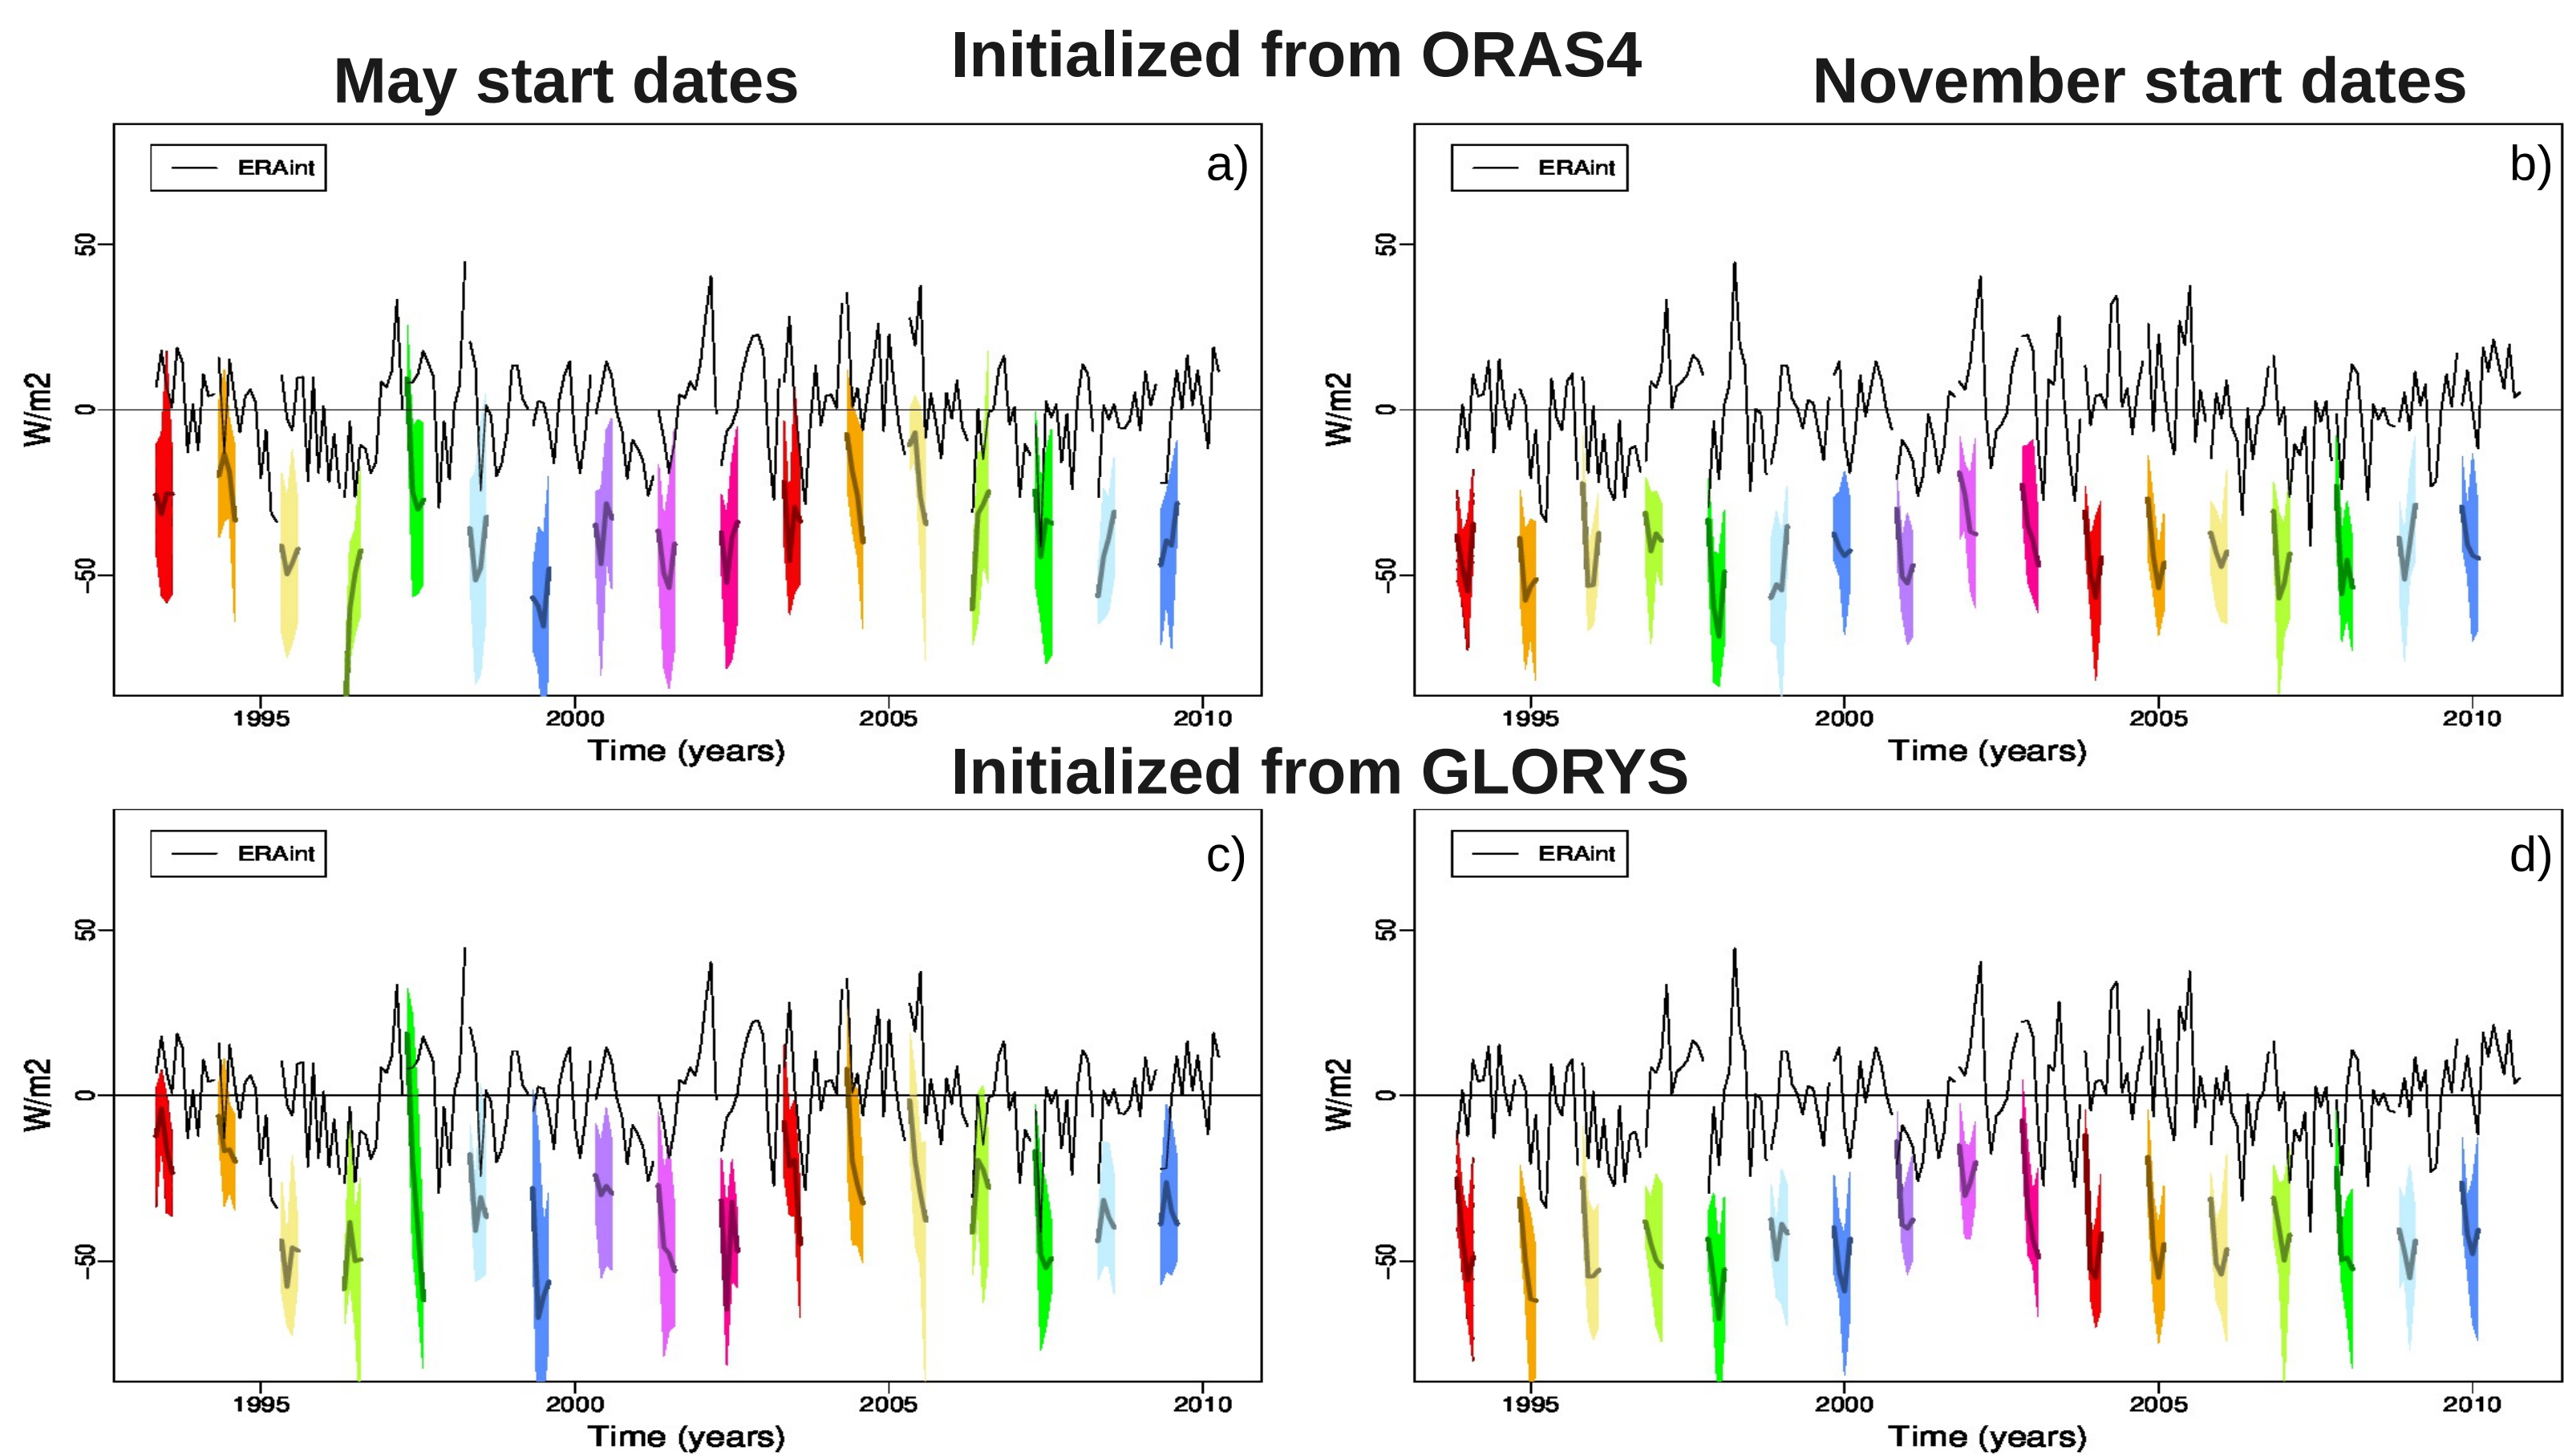 Initialized from ORAS4
May start dates
November start dates
ERAint
a)
ERAint
b)
W/m2
50
0
−50
W/m2
50
0
−50
1995
2000
2005
2010
1995
2000
2005
2010
Time (years)
Time (years)
Initialized from GLORYS
ERAint
c)
ERAint
d)
W/m2
50
0
−50
W/m2
50
0
−50
1995
2000
2005
2010
1995
2000
2005
2010
Time (years)
Time (years)